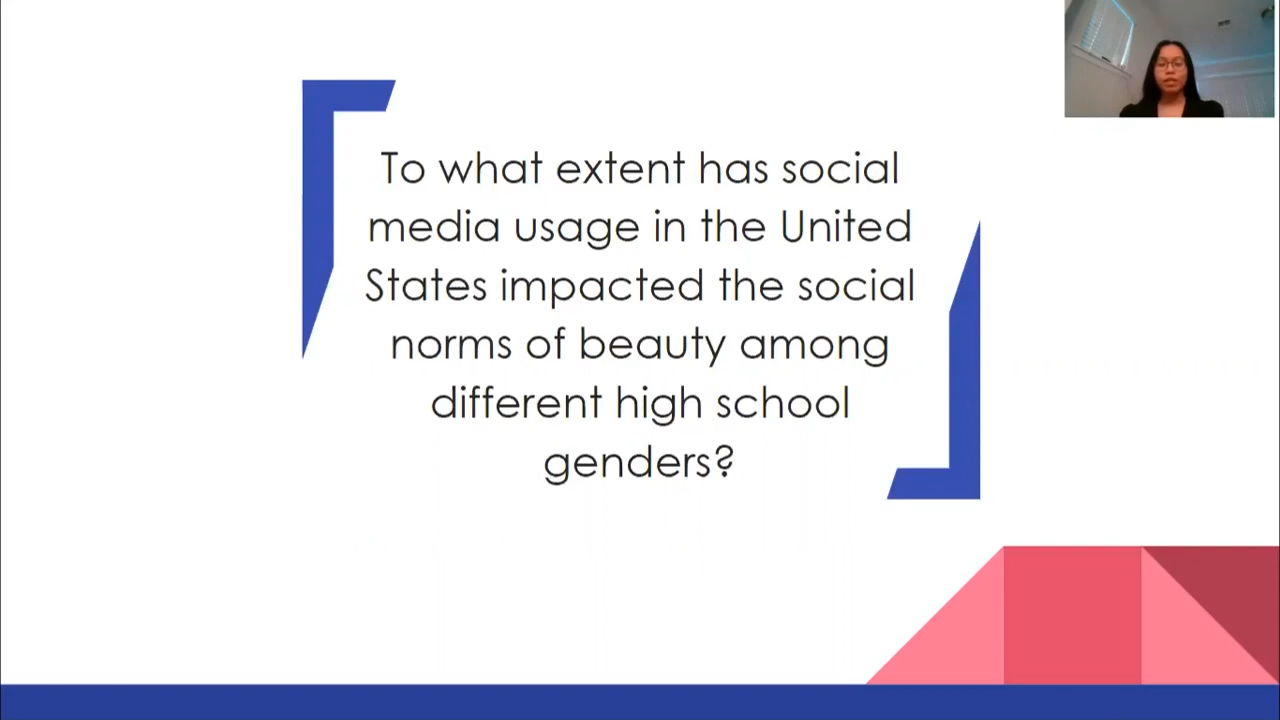 To what extent has social
media usage in the United
States impacted the social
norms of beauty among
different high school
genders?